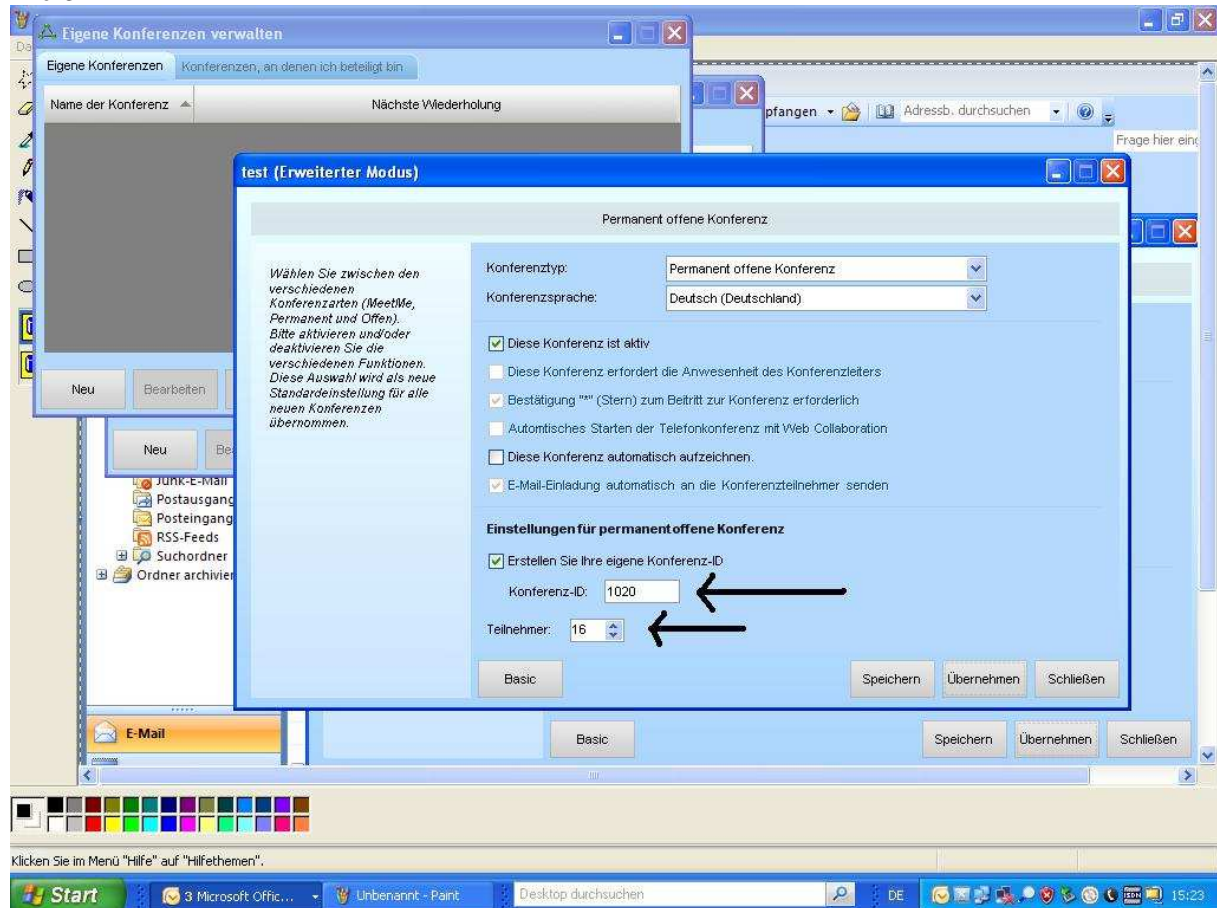 Da
Eigene Konferenzen verwalten
Eigene Konferenzen
Konferenzen, an denen ich beteiligt bin
Name der Konferenz
Nächste Wiederholung
pfangen
Adressb. durchsuchen
Frage hier eing
test (Erweiterter Modus)
Permanent offene Konferenz
Wählen Sie zwischen den
verschiedenen
Konferenzarten (MeetMe,
Permanent und Offen).
Bitte aktivieren und/oder
deaktivieren Sie die
verschiedenen Funktionen.
Diese Auswahl wird als neue
Standardeinstellung für alle
neuen Konferenzen
übernommen.
Konferenztyp:
Permanent offene Konferenz
Konferenzsprache:
Deutsch (Deutschland)
Diese Konferenz ist aktiv
Diese Konferenz erfordert die Anwesenheit des Konferenzleiters
Bestätigung "*" (Stern) zum Beitritt zur Konferenz erforderlich
Automtisches Starten der Telefonkonferenz mit Web Collaboration
Diese Konferenz automatisch aufzeichnen.
E-Mail-Einladung automatisch an die Konferenzteilnehmer senden
Einstellungen für permanent offene Konferenz
Erstellen Sie Ihre eigene Konferenz-ID
Konferenz-ID: 1020
Teilnehmer: 16
Basic
Speichern
Übernehmen
Schließen
Neu
Bearbeiten
Neu
Be
Junk-E-Mail
Postausgang
Posteingang
RSS-Feeds
Suchordner
Ordner archivier
E-Mail
Basic
Speichern
Übernehmen
Schließen
Klicken Sie im Menü "Hilfe" auf "Hilfethemen".
Start
3 Microsoft Offic...
Unbenannt - Paint
Desktop durchsuchen
DE
15:23